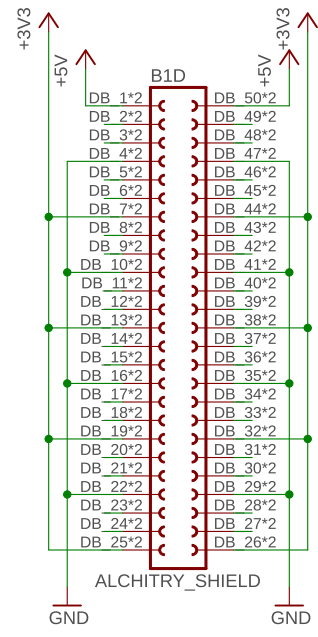 +3V3 +3V3
+5V +5V
B1D
DB_1*2 DB_50*2
DB_2*2 DB_49*2
DB_3*2 DB_48*2
DB_4*2 DB_47*2
DB_5*2 DB_46*2
DB_6*2 DB_45*2
DB_7*2 DB_44*2
DB_8*2 DB_43*2
DB_9*2 DB_42*2
DB_10*2 DB_41*2
DB_11*2 DB_40*2
DB_12*2 DB_39*2
DB_13*2 DB_38*2
DB_14*2 DB_37*2
DB_15*2 DB_36*2
DB_16*2 DB_35*2
DB_17*2 DB_34*2
DB_18*2 DB_33*2
DB_19*2 DB_32*2
DB_20*2 DB_31*2
DB_21*2 DB_30*2
DB_22*2 DB_29*2
DB_23*2 DB_28*2
DB_24*2 DB_27*2
DB_25*2 DB_26*2
ALCHITRY_SHIELD
GND GND